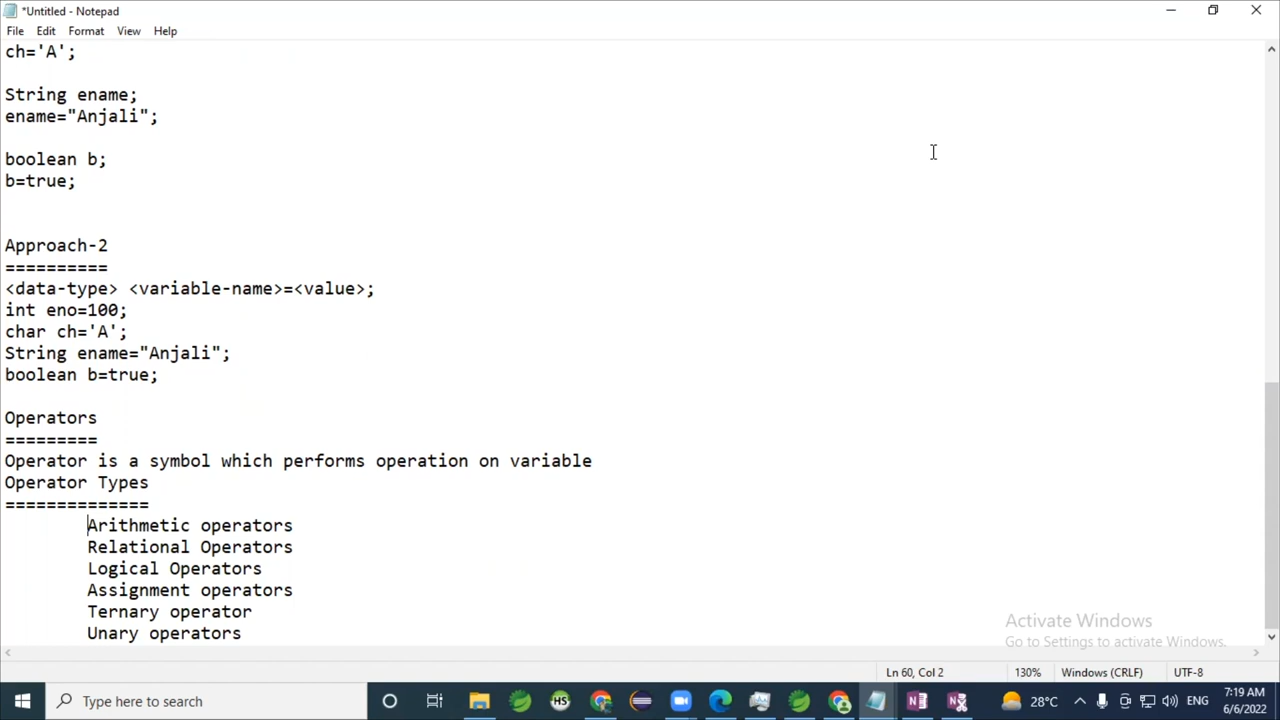 *Untitled - Notepad
File Edit Format View Help
ch='A';
String ename;
ename="Anjali";
boolean b;
b=true;
Approach-2
==========
<data-type> <variable-name>=<value>;
int eno=100;
char ch='A';
String ename="Anjali";
boolean b=true;
Operators
=========
Operator is a symbol which performs operation on variable
Operator Types
==============
Arithmetic operators
Relational Operators
Logical Operators
Assignment operators
Ternary operator
Unary operators
Activate Windows
Go to Settings to activate Windows.
Ln 60, Col 2 130% Windows (CRLF) UTF-8
Type here to search HS 28°C ENG 7:19 AM
6/6/2022